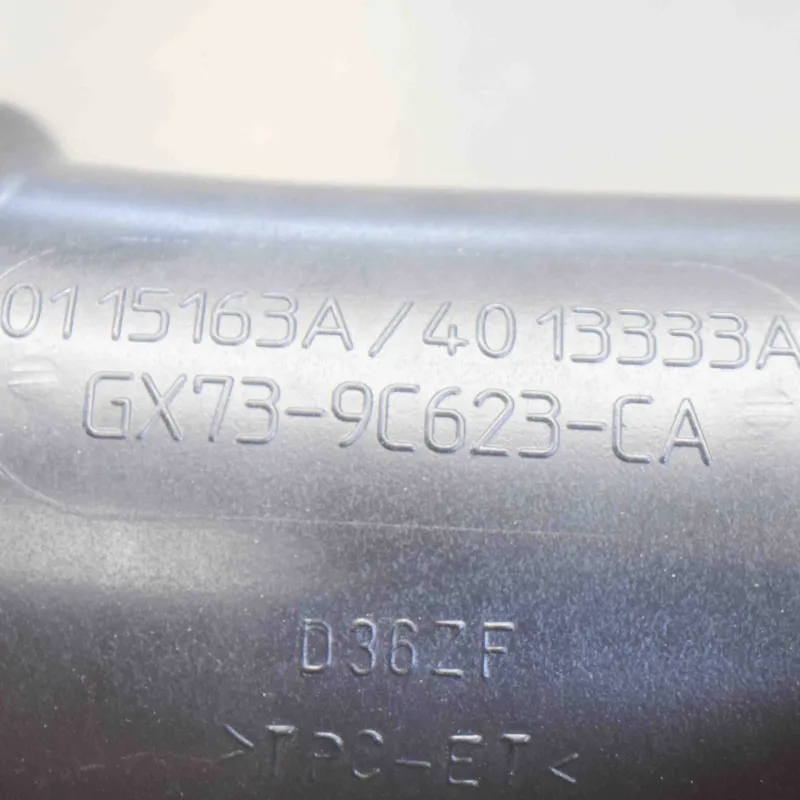 0115163A/4013333A
GX73-9C623-CA
D36ZF
>TPC-ET<